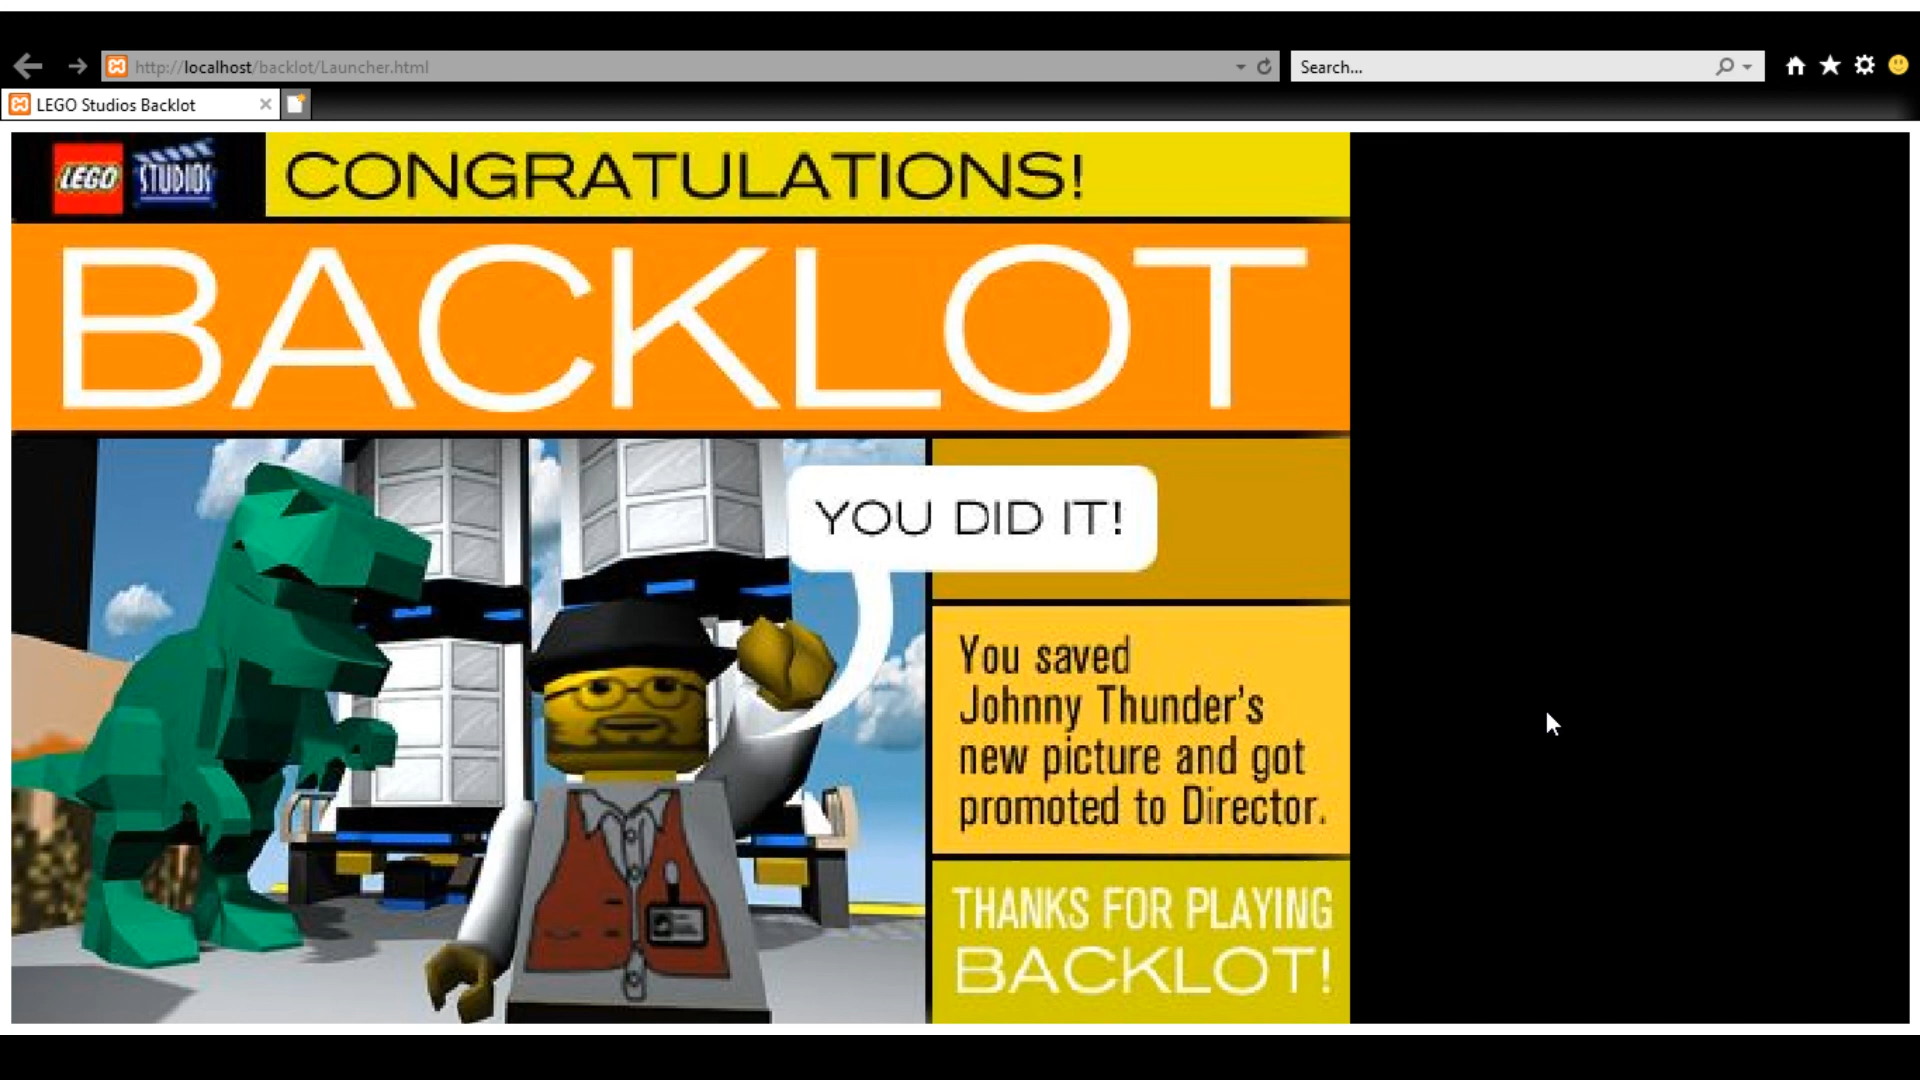 http://localhost/backlot/Launcher.html
Search...
LEGO Studios Backlot
LEGO STUDIOS
CONGRATULATIONS!
BACKLOT
YOU DID IT!
You saved
Johnny Thunder's
new picture and got
promoted to Director.
THANKS FOR PLAYING
BACKLOT!